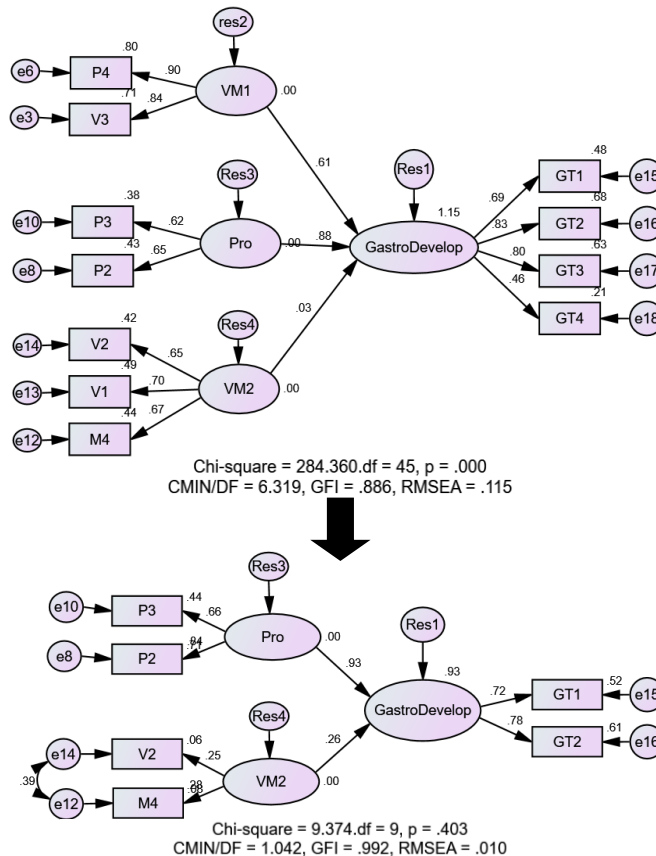 res2
.80
e6
P4
.90
VM1
.00
.71
.84
e3
V3
.61
Res3
Res1
.48
.38
GT1
e15
e10
P3
.62
.69
.68
1.15
Pro
.00
.88
GastroDevelop
.83
GT2
e16
.43
.65
.63
e8
P2
.80
GT3
e17
.46
.21
.03
GT4
e18
.42
Res4
e14
V2
.65
.49
e13
V1
.70
VM2
.00
.44
.67
e12
M4
Chi-square = 284.360.df = 45, p = .000
CMIN/DF = 6.319, GFI = .886, RMSEA = .115
Res3
.44
e10
P3
.66
Pro
.00
Res1
e8
P2
.93
.93
.52
.72
GT1
e15
GastroDevelop
Res4
.26
.78
.61
.06
GT2
e16
e14
V2
.25
.39
VM2
.00
e12
M4
Chi-square = 9.374.df = 9, p = .403
CMIN/DF = 1.042, GFI = .992, RMSEA = .010